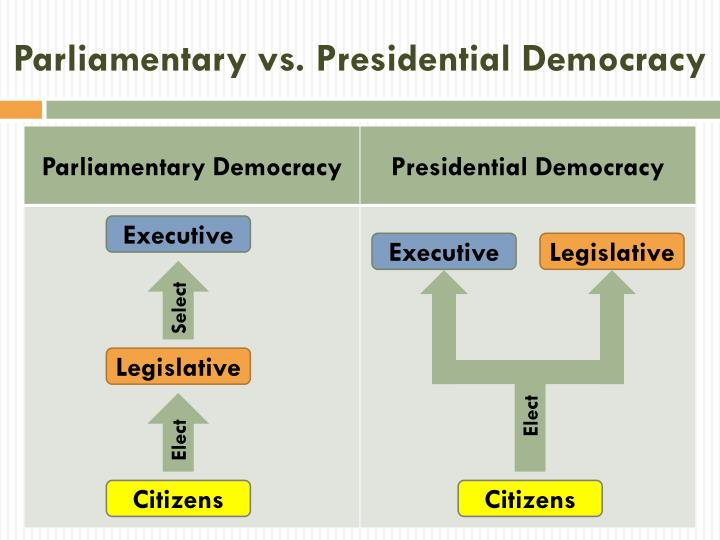 Parliamentary vs. Presidential Democracy
Parliamentary Democracy
Presidential Democracy
Executive
Select
Legislative
Elect
Citizens
Executive
Legislative
Elect
Citizens